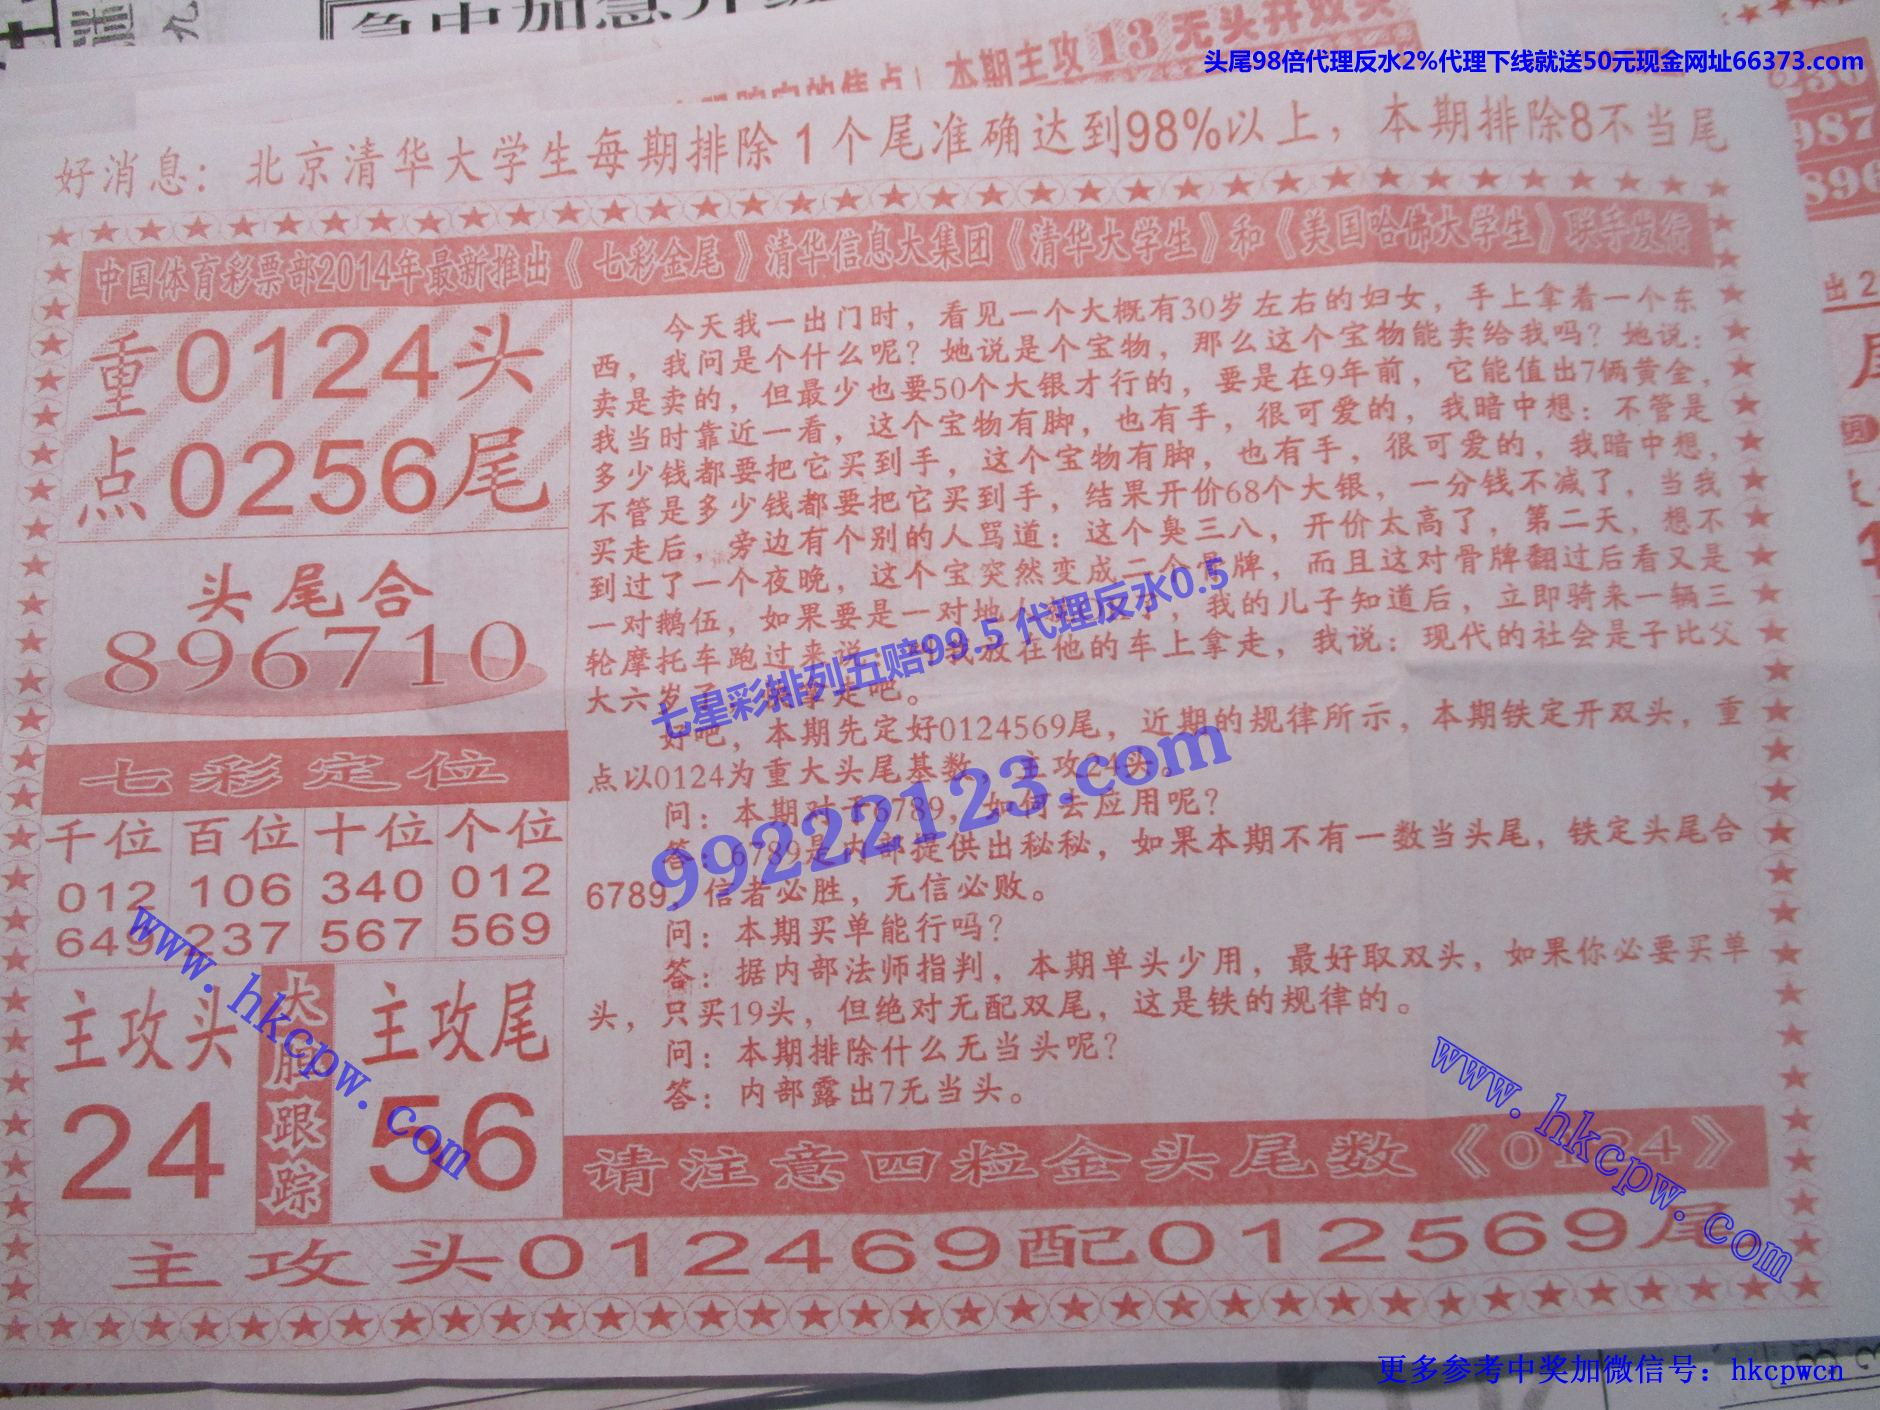 急中加急升级
本期主攻13无头开双头
头尾98倍代理反水2%代理下线就送50元现金网址66373.com
好消息：北京清华大学生每期排除1个尾准确达到98%以上，本期排除8不当尾
中国体育彩票部2014年最新推出《七彩金尾》清华信息大集团《清华大学生》和《美国哈佛大学生》联手发行
重0124头
点0256尾
头尾合
896710
七彩定位
千位 百位 十位 个位
012 106 340 012
649 237 567 569
主攻头
24
大胆跟踪
主攻尾
56
今天我一出门时，看见一个大概有30岁左右的妇女，手上拿着一个东
西，我问是个什么呢？她说是个宝物，那么这个宝物能卖给我吗？她说：
卖是卖的，但最少也要50个大银才行的，要是在9年前，它能值出7俩黄金，
我当时靠近一看，这个宝物有脚，也有手，很可爱的，我暗中想：不管是
多少钱都要把它买到手，这个宝物有脚，也有手，很可爱的，我暗中想，
不管是多少钱都要把它买到手，结果开价68个大银，一分钱不减了，当我
买走后，旁边有个别的人骂道：这个臭三八，开价太高了，第二天，想不
到过了一个夜晚，这个宝突然变成二个骨牌，而且这对骨牌翻过后看又是
一对鹅伍，如果要是一对地，我的儿子知道后，立即骑来一辆三
轮摩托车跑过来说，我放在他的车上拿走，我说：现代的社会是子比父
大六岁了，拿走吧。
好吧，本期先定好0124569尾，近期的规律所示，本期铁定开双头，重
点以0124为重大头尾基数，主攻24头。
问：本期对于6789，如何去应用呢？
答：6789是内部提供出秘秘，如果本期不有一数当头尾，铁定头尾合
6789，信者必胜，无信必败。
问：本期买单能行吗？
答：据内部法师指判，本期单头少用，最好取双头，如果你必要买单
头，只买19头，但绝对无配双尾，这是铁的规律的。
问：本期排除什么无当头呢？
答：内部露出7无当头。
请注意四粒金头尾数《0124》
主攻头012469配012569尾
七星彩排列五赔99.5 代理反水0.5
99222123.com
www.hkcpw.com
www.hkcpw.com
更多参考中奖加微信号：hkcpwcn